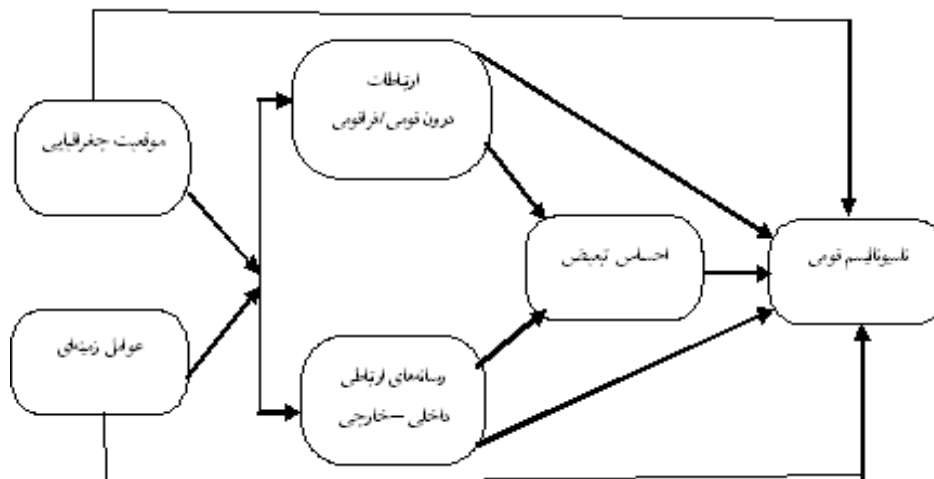 ارتباطات
درون قومی/فراقومی
موقعیت جغرافیایی
احساس تبعیض
ناسیونالیسم قومی
عوامل زمینه‌ای
رسانه‌های ارتباطی
داخلی – خارجی